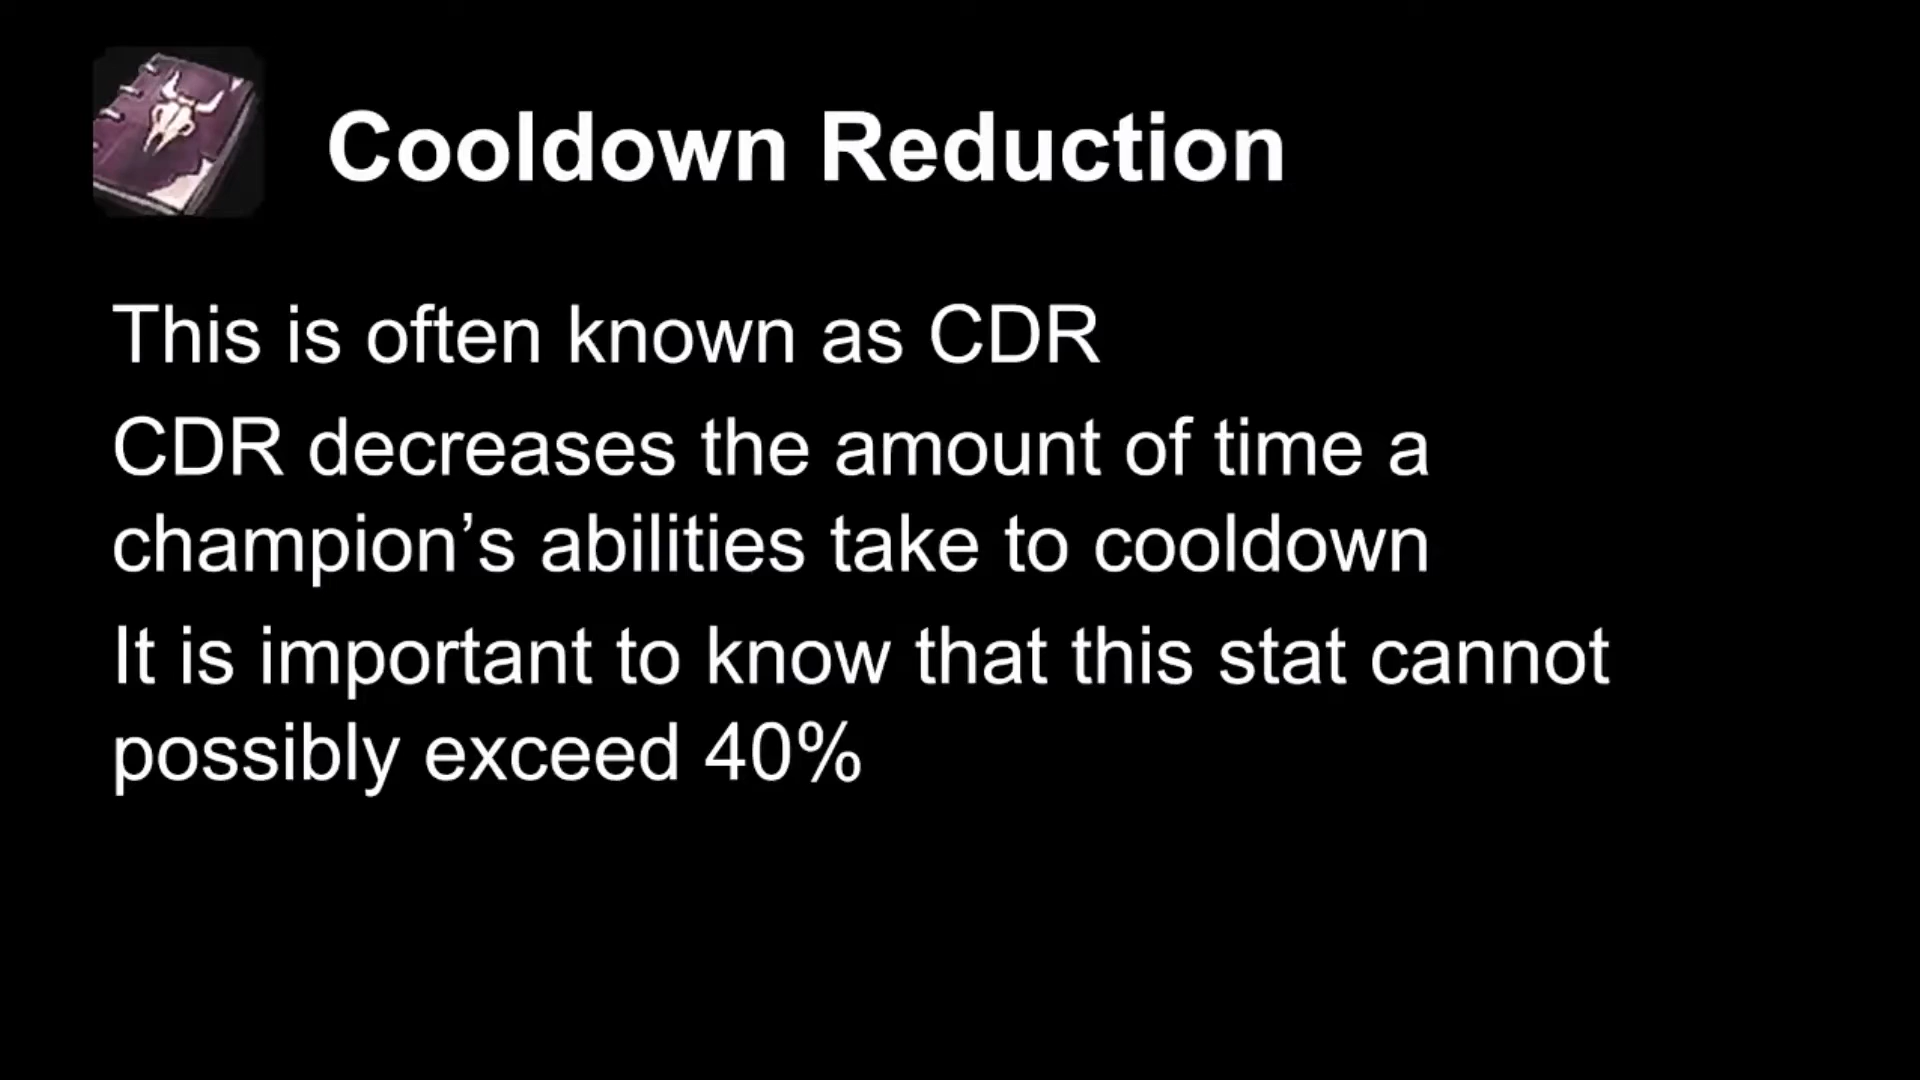 Cooldown Reduction
This is often known as CDR
CDR decreases the amount of time a
champion’s abilities take to cooldown
It is important to know that this stat cannot
possibly exceed 40%